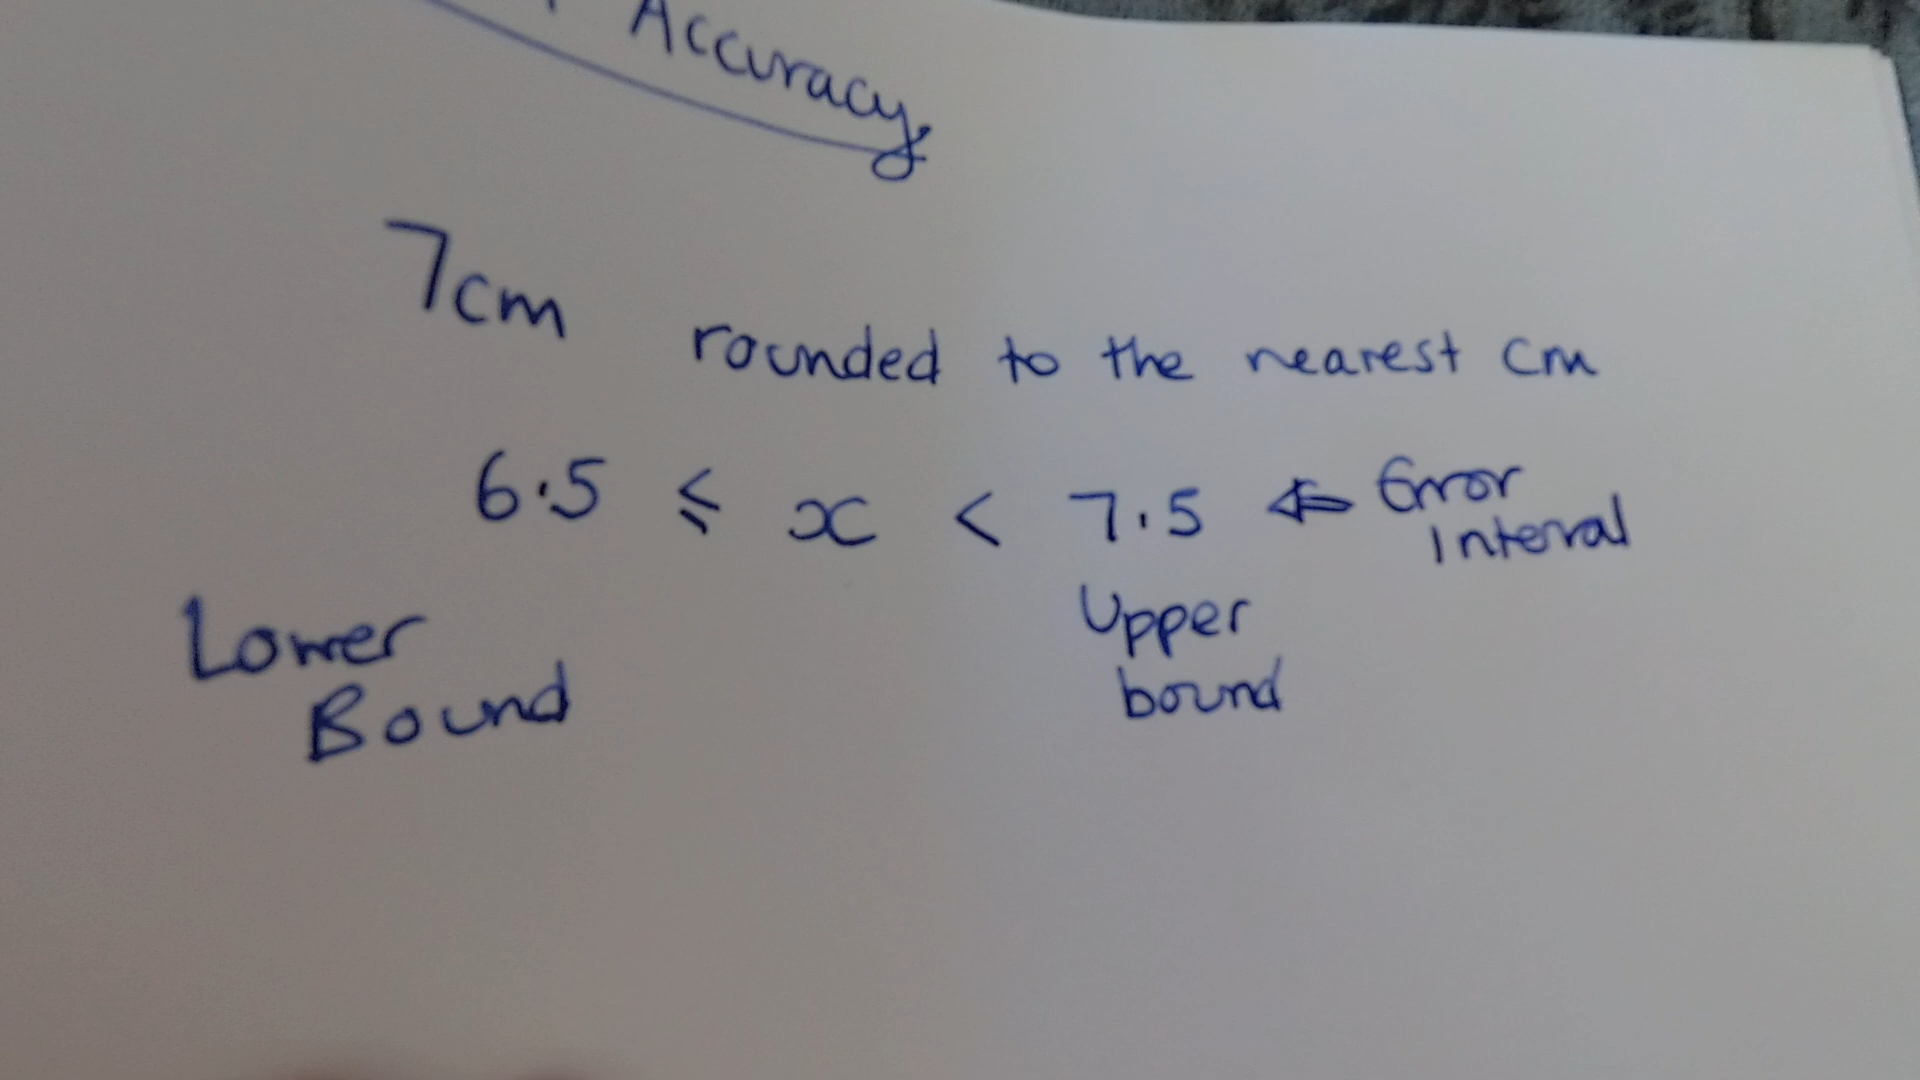 Accuracy
7cm rounded to the nearest cm
6.5 ≤ x < 7.5 ⇐ Error
Interval
Lower
Bound
Upper
bound